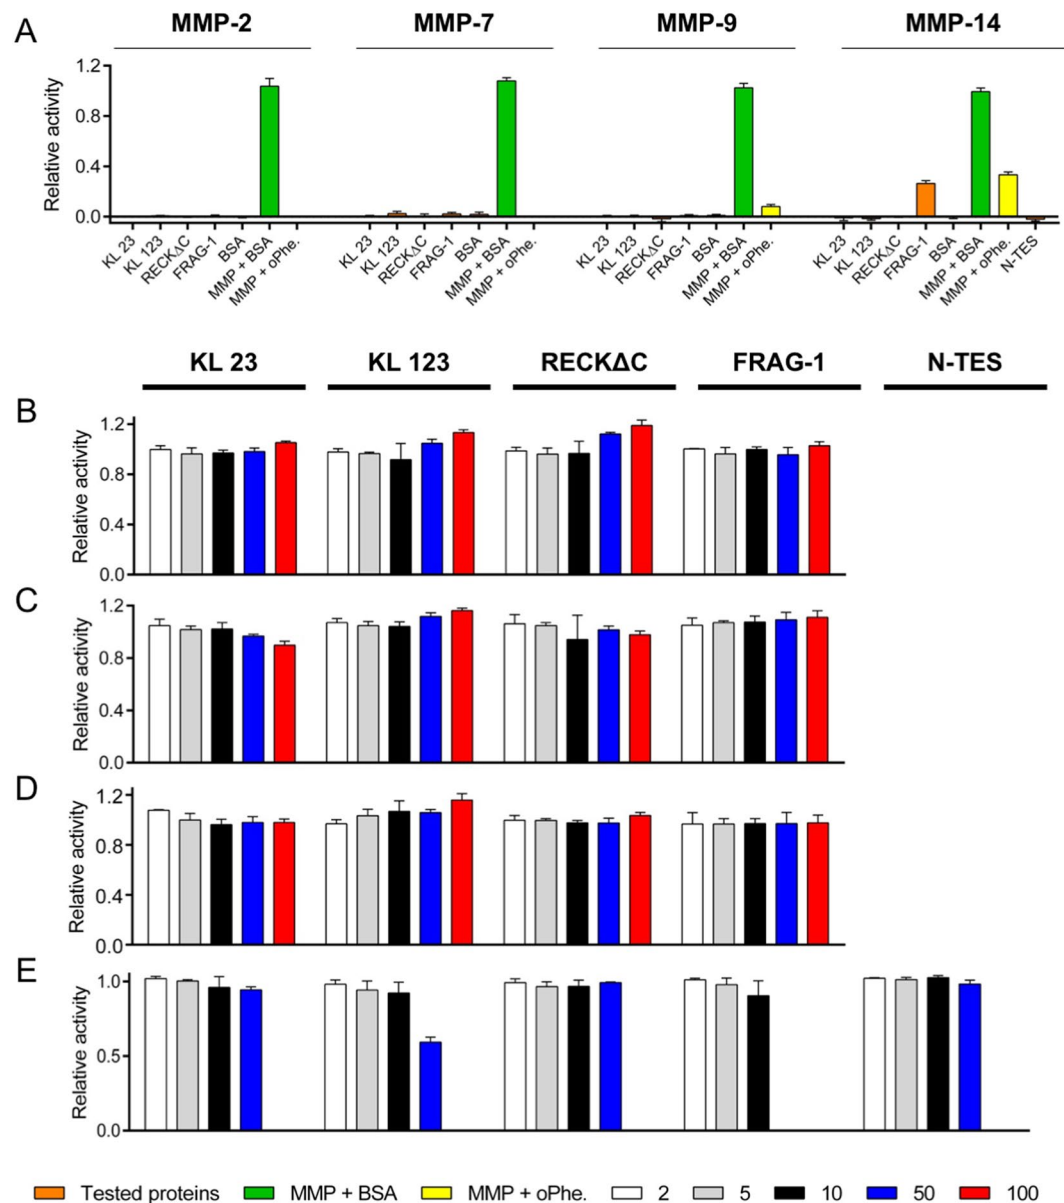 A
MMP-2 MMP-7 MMP-9 MMP-14
Relative activity
1.2
0.8
0.4
0.0
KL 23 KL 123 RECKΔC FRAG-1 BSA MMP + BSA MMP + oPhe.
KL 23 KL 123 RECKΔC FRAG-1 BSA MMP + BSA MMP + oPhe.
KL 23 KL 123 RECKΔC FRAG-1 BSA MMP + BSA MMP + oPhe.
KL 23 KL 123 RECKΔC FRAG-1 BSA MMP + BSA MMP + oPhe. N-TES
KL 23 KL 123 RECKΔC FRAG-1 N-TES
B
Relative activity
1.2
0.8
0.4
0.0
C
Relative activity
1.2
0.8
0.4
0.0
D
Relative activity
1.2
0.8
0.4
0.0
E
Relative activity
1.0
0.5
0.0
Tested proteins MMP + BSA MMP + oPhe. 2 5 10 50 100